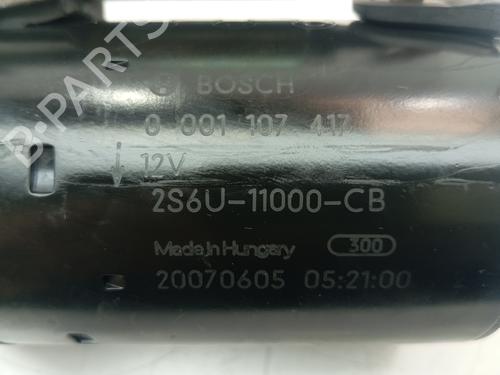 BOSCH
0 001 107 417
12V
2S6U-11000-CB
Made in Hungary 300
20070605 05:21:00
B-PARTS